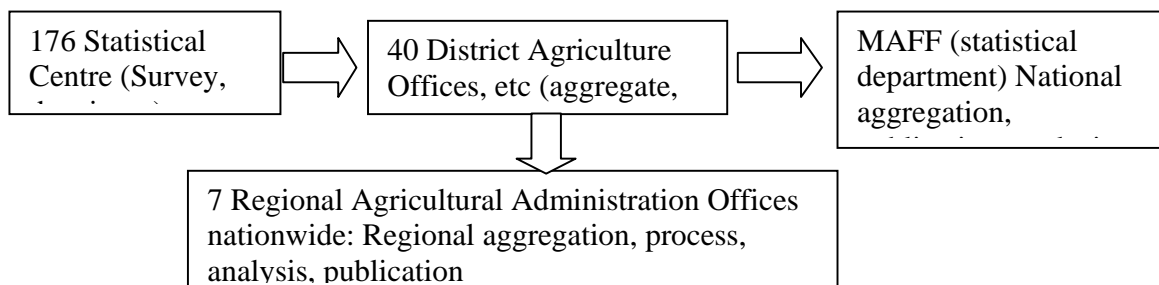 176 Statistical
Centre (Survey,
40 District Agriculture
Offices, etc (aggregate,
MAFF (statistical
department) National
aggregation,
7 Regional Agricultural Administration Offices
nationwide: Regional aggregation, process,
analysis, publication